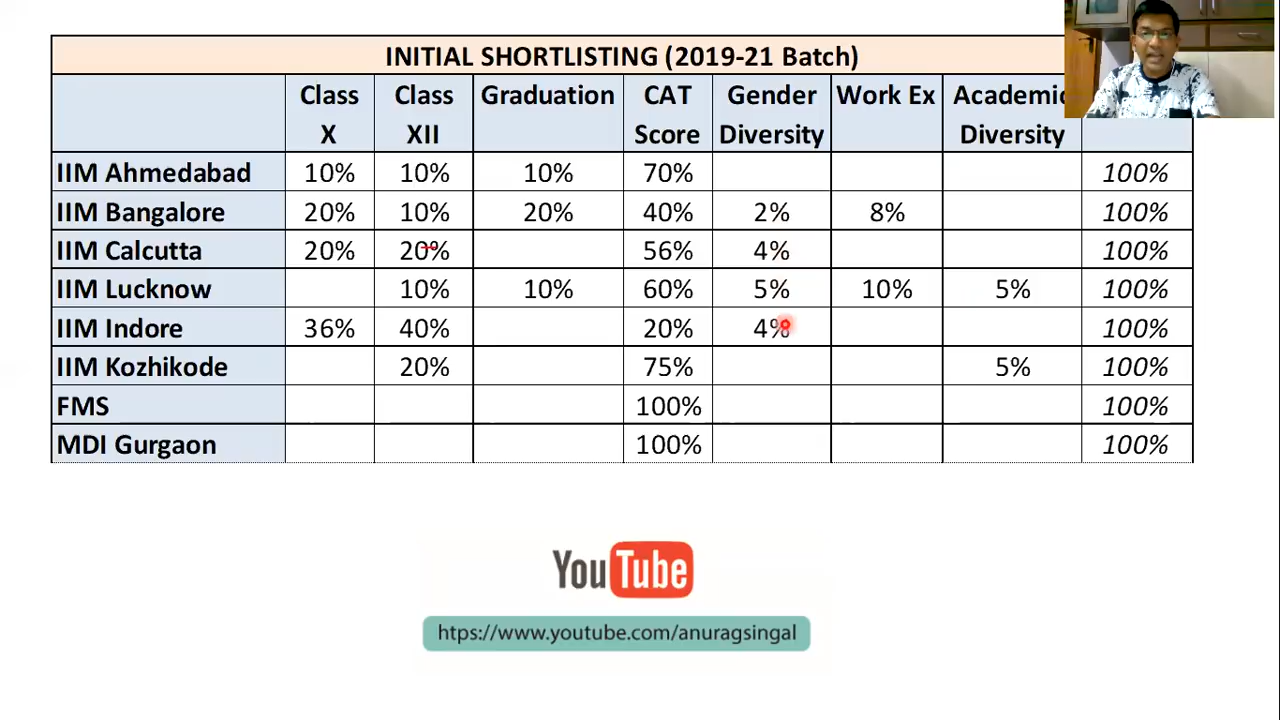 INITIAL SHORTLISTING (2019-21 Batch)
Class X Class XII Graduation CAT Score Gender Diversity Work Ex Academic Diversity
IIM Ahmedabad 10% 10% 10% 70% 100%
IIM Bangalore 20% 10% 20% 40% 2% 8% 100%
IIM Calcutta 20% 20% 56% 4% 100%
IIM Lucknow 10% 10% 60% 5% 10% 5% 100%
IIM Indore 36% 40% 20% 4% 100%
IIM Kozhikode 20% 75% 5% 100%
FMS 100% 100%
MDI Gurgaon 100% 100%
YouTube
htps://www.youtube.com/anuragsingal